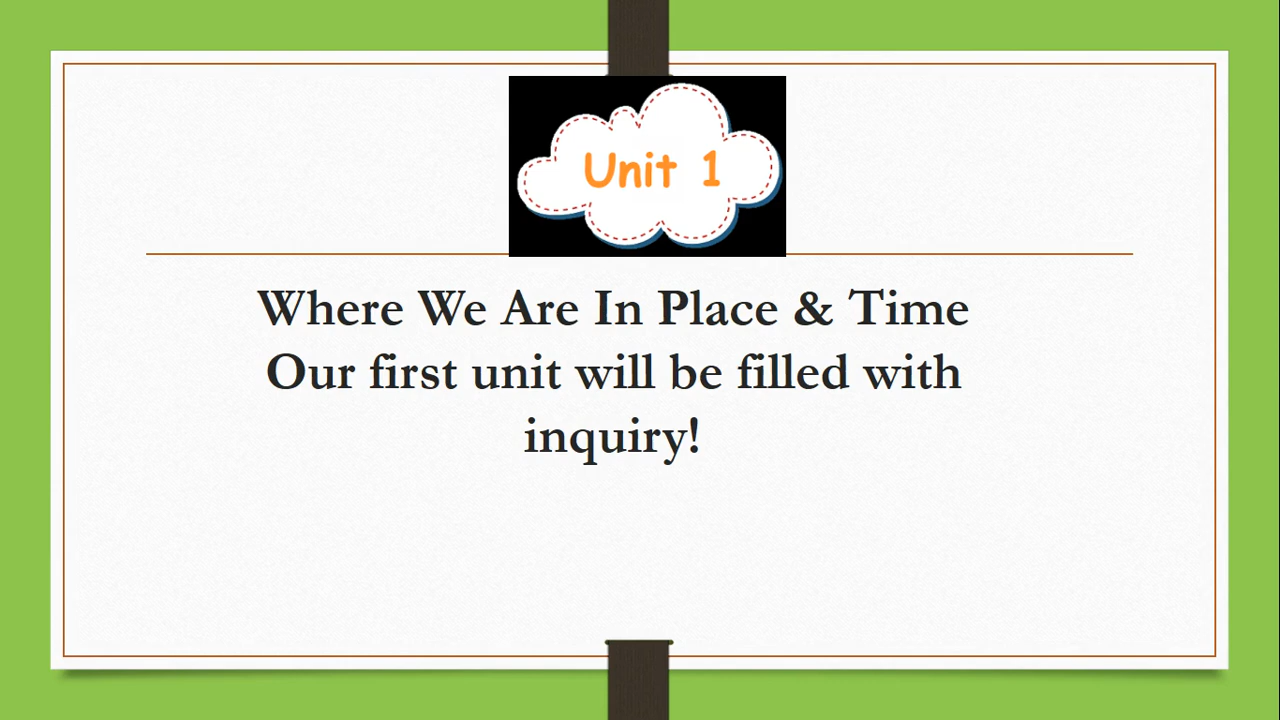 Unit 1
Where We Are In Place & Time
Our first unit will be filled with
inquiry!